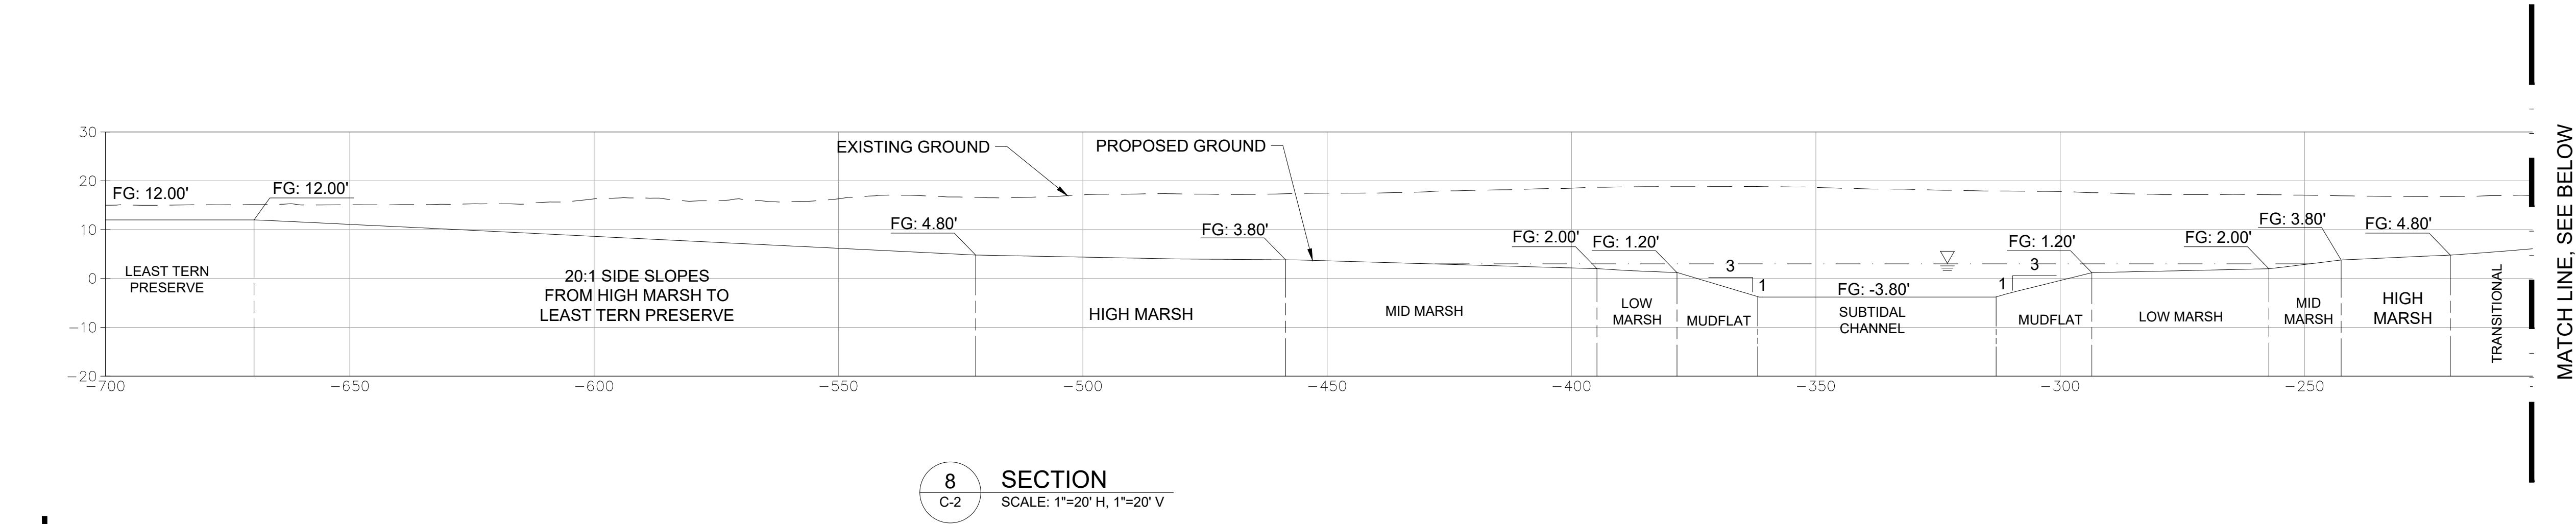 30
20
10
0
−10
−20
−700
−650
−600
−550
−500
−450
−400
−350
−300
−250
EXISTING GROUND
PROPOSED GROUND
FG: 12.00'
FG: 12.00'
FG: 4.80'
FG: 3.80'
FG: 2.00'
FG: 1.20'
3
1
FG: -3.80'
3
1
FG: 1.20'
FG: 2.00'
FG: 3.80'
FG: 4.80'
LEAST TERN
PRESERVE
20:1 SIDE SLOPES
FROM HIGH MARSH TO
LEAST TERN PRESERVE
HIGH MARSH
MID MARSH
LOW
MARSH
MUDFLAT
SUBTIDAL
CHANNEL
MUDFLAT
LOW MARSH
MID
MARSH
HIGH
MARSH
TRANSITIONAL
MATCH LINE, SEE BELOW
8
C-2
SECTION
SCALE: 1"=20' H, 1"=20' V